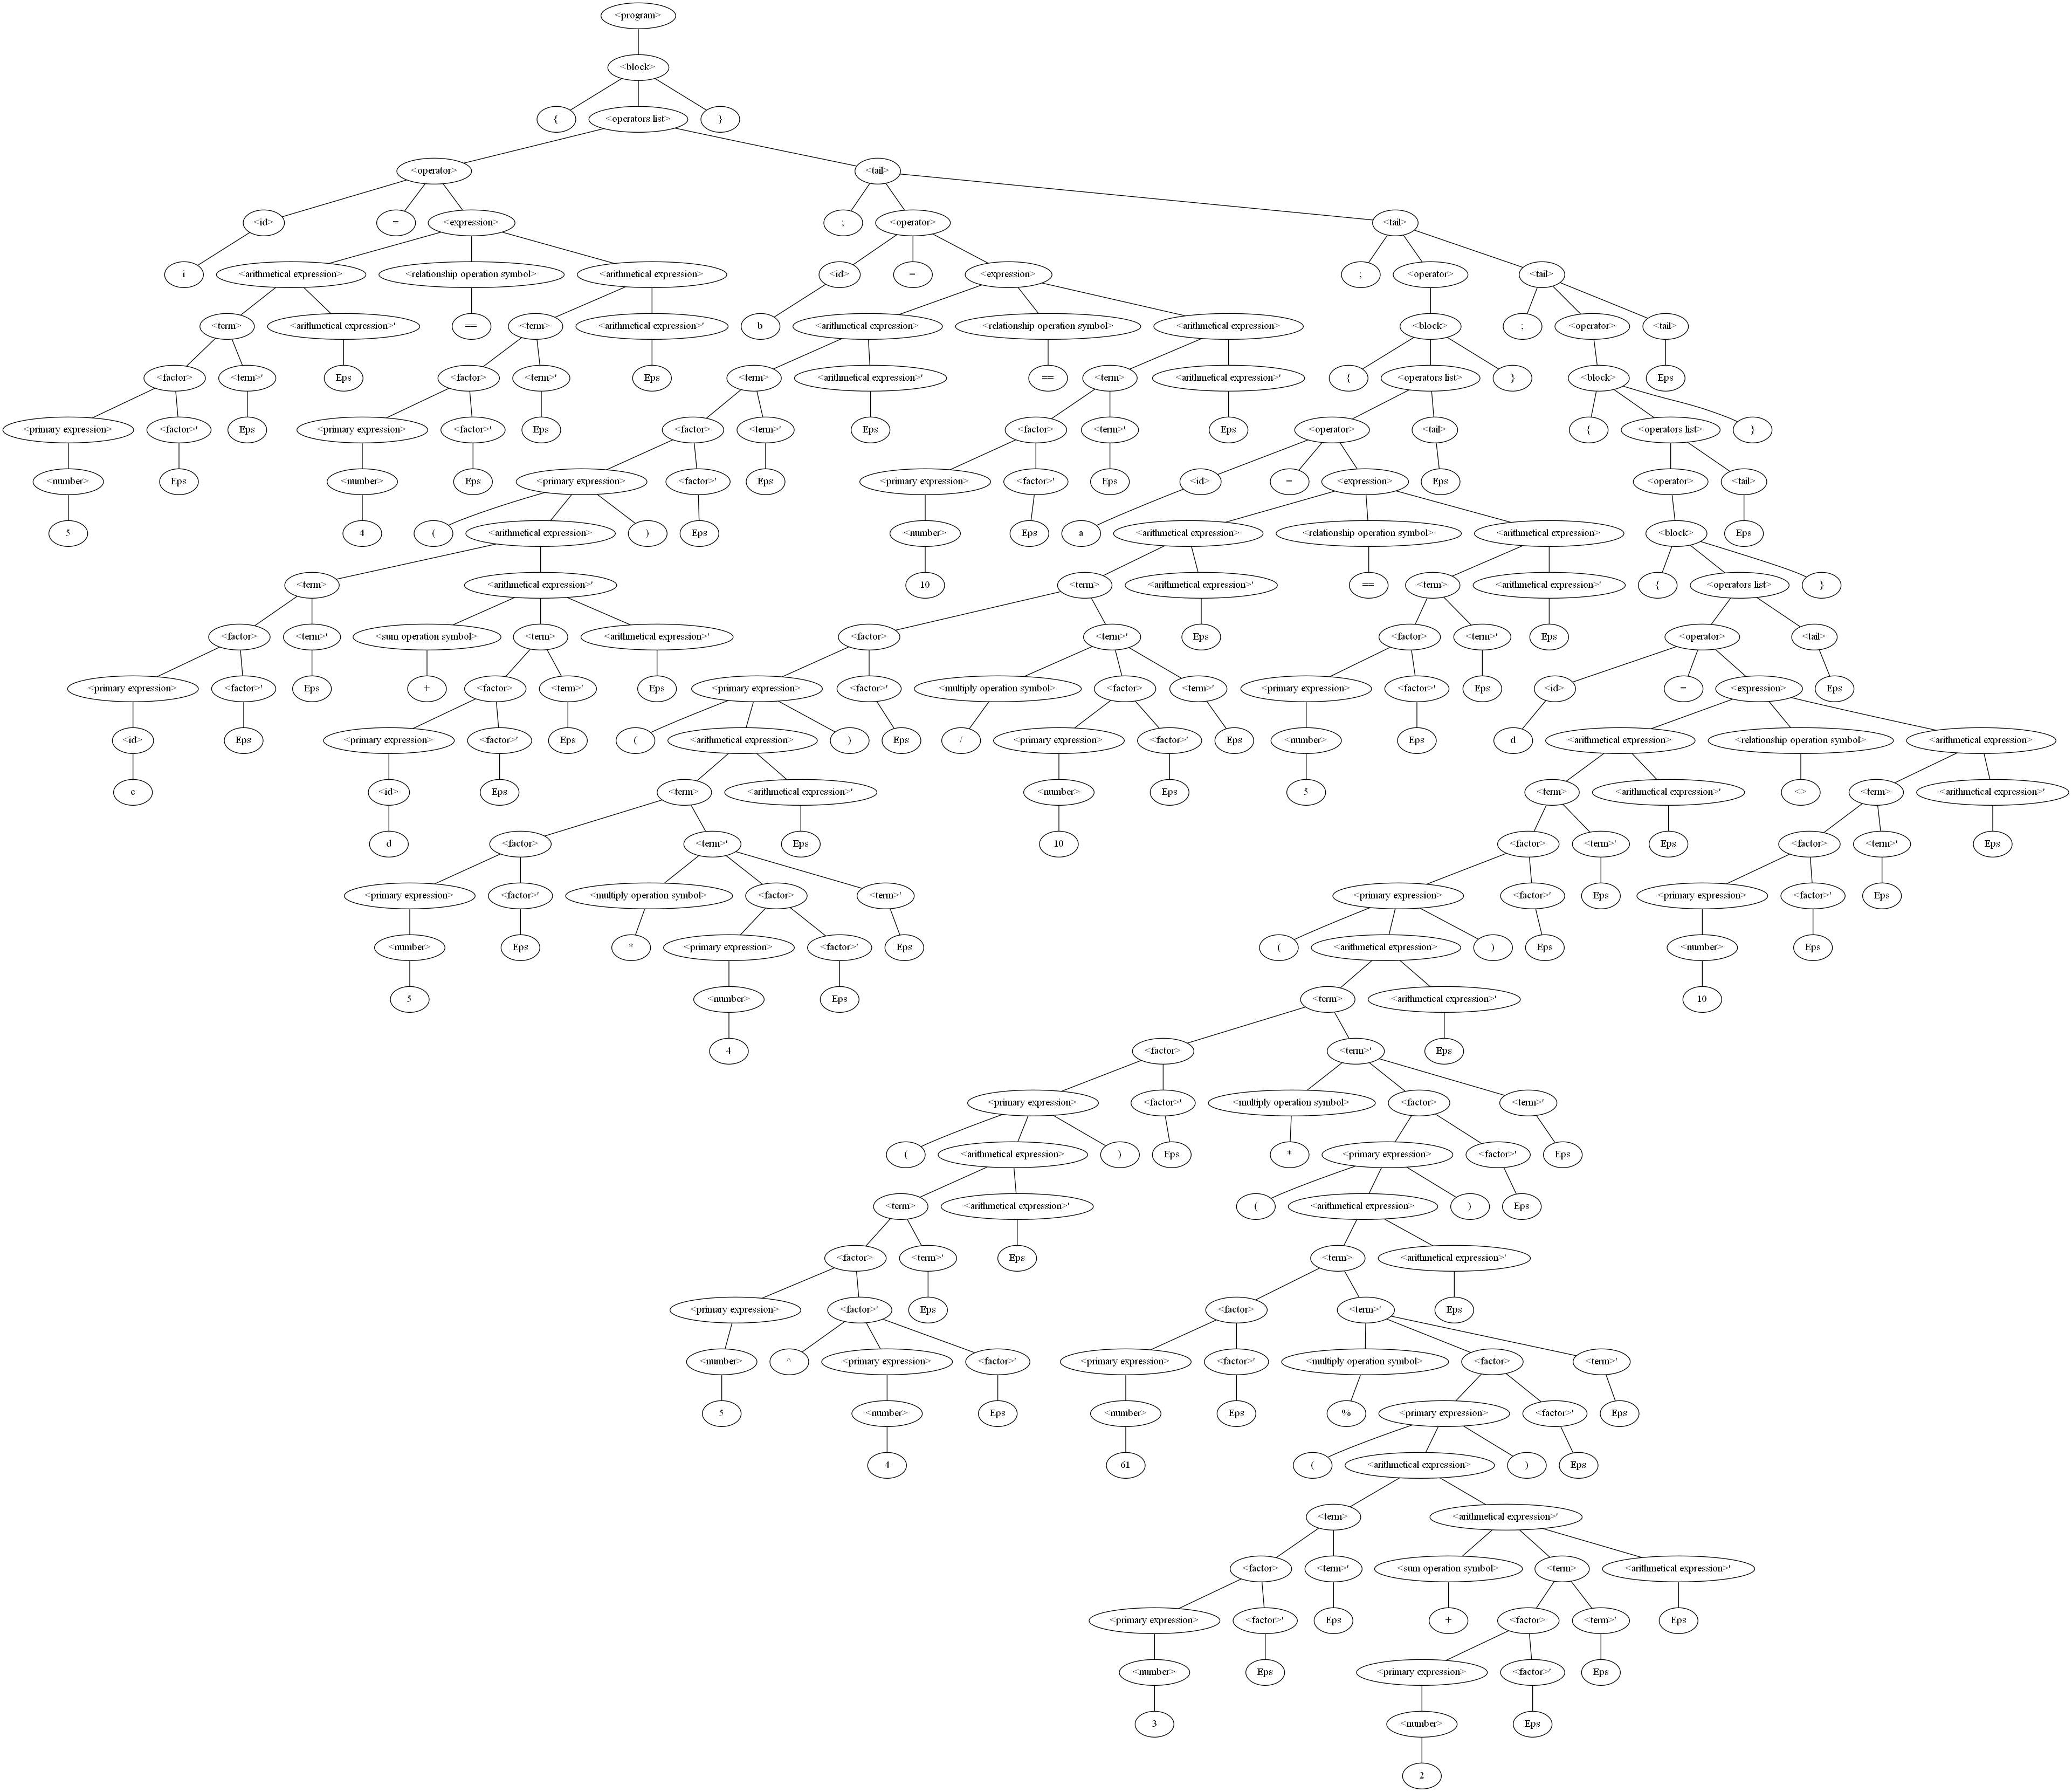 <program>
<block>
{ <operators list> }
<operator> <tail>
<id> = <expression> ; <operator> <tail>
i <arithmetical expression> <relationship operation symbol> <arithmetical expression> <id> = <expression> ; <operator> <tail>
<term> <arithmetical expression>' == <term> <arithmetical expression>' b <arithmetical expression> <relationship operation symbol> <arithmetical expression> <block> ; <operator> <tail>
<factor> <term>' Eps <factor> <term>' Eps <term> <arithmetical expression>' == <term> <arithmetical expression>' { <operators list> } <block> Eps
<primary expression> <factor>' Eps <primary expression> <factor>' Eps <factor> <term>' Eps <factor> <term>' Eps <operator> <tail> { <operators list> }
<number> Eps <number> Eps <primary expression> <factor>' Eps <primary expression> <factor>' Eps <id> = <expression> Eps <operator> <tail>
5 4 ( <arithmetical expression> ) Eps <number> Eps a <arithmetical expression> <relationship operation symbol> <arithmetical expression> <block> Eps
<term> <arithmetical expression>' 10 <term> <arithmetical expression>' == <term> <arithmetical expression>' { <operators list> }
<factor> <term>' <sum operation symbol> <term> <arithmetical expression>' <factor> <term>' Eps <factor> <term>' Eps <operator> <tail>
<primary expression> <factor>' Eps + <factor> <term>' Eps <primary expression> <factor>' <multiply operation symbol> <factor> <term>' <primary expression> <factor>' Eps <id> = <expression> Eps
<id> Eps <primary expression> <factor>' Eps ( <arithmetical expression> ) Eps / <primary expression> <factor>' Eps <number> Eps d <arithmetical expression> <relationship operation symbol> <arithmetical expression>
c <id> Eps <term> <arithmetical expression>' <number> Eps 5 <term> <arithmetical expression>' <> <term> <arithmetical expression>'
d <factor> <term>' Eps 10 <factor> <term>' Eps <factor> <term>' Eps
<primary expression> <factor>' <multiply operation symbol> <factor> <term>' <primary expression> <factor>' Eps <primary expression> <factor>' Eps
<number> Eps * <primary expression> <factor>' Eps ( <arithmetical expression> ) Eps <number> Eps
5 <number> Eps <term> <arithmetical expression>' 10
4 <factor> <term>' Eps
<primary expression> <factor>' <multiply operation symbol> <factor> <term>'
( <arithmetical expression> ) Eps * <primary expression> <factor>' Eps
<term> <arithmetical expression>' ( <arithmetical expression> ) Eps
<factor> <term>' Eps <term> <arithmetical expression>'
<primary expression> <factor>' Eps <factor> <term>' Eps
<number> ^ <primary expression> <factor>' <primary expression> <factor>' <multiply operation symbol> <factor> <term>'
5 <number> Eps <number> Eps % <primary expression> <factor>' Eps
4 61 ( <arithmetical expression> ) Eps
<term> <arithmetical expression>'
<factor> <term>' <sum operation symbol> <term> <arithmetical expression>'
<primary expression> <factor>' Eps + <factor> <term>' Eps
<number> Eps <primary expression> <factor>' Eps
3 <number> Eps
2